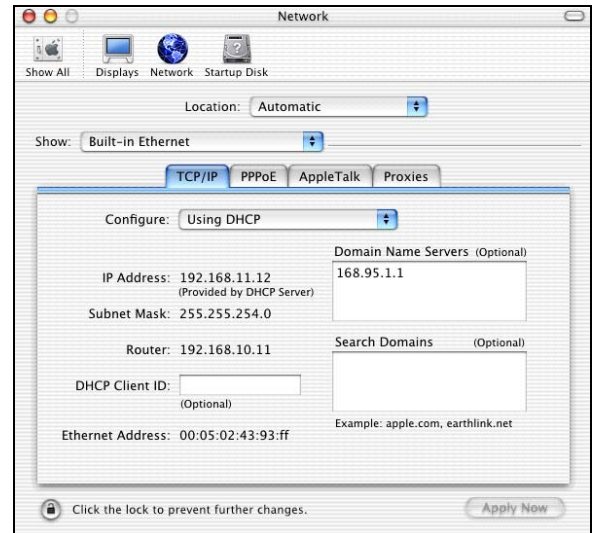 Network
Show All Displays Network Startup Disk
Location: Automatic
Show: Built-in Ethernet
TCP/IP PPPoE AppleTalk Proxies
Configure: Using DHCP
Domain Name Servers (Optional)
168.95.1.1
IP Address: 192.168.11.12
(Provided by DHCP Server)
Subnet Mask: 255.255.254.0
Router: 192.168.10.11
Search Domains (Optional)
DHCP Client ID:
(Optional)
Example: apple.com, earthlink.net
Ethernet Address: 00:05:02:43:93:ff
Click the lock to prevent further changes.
Apply Now